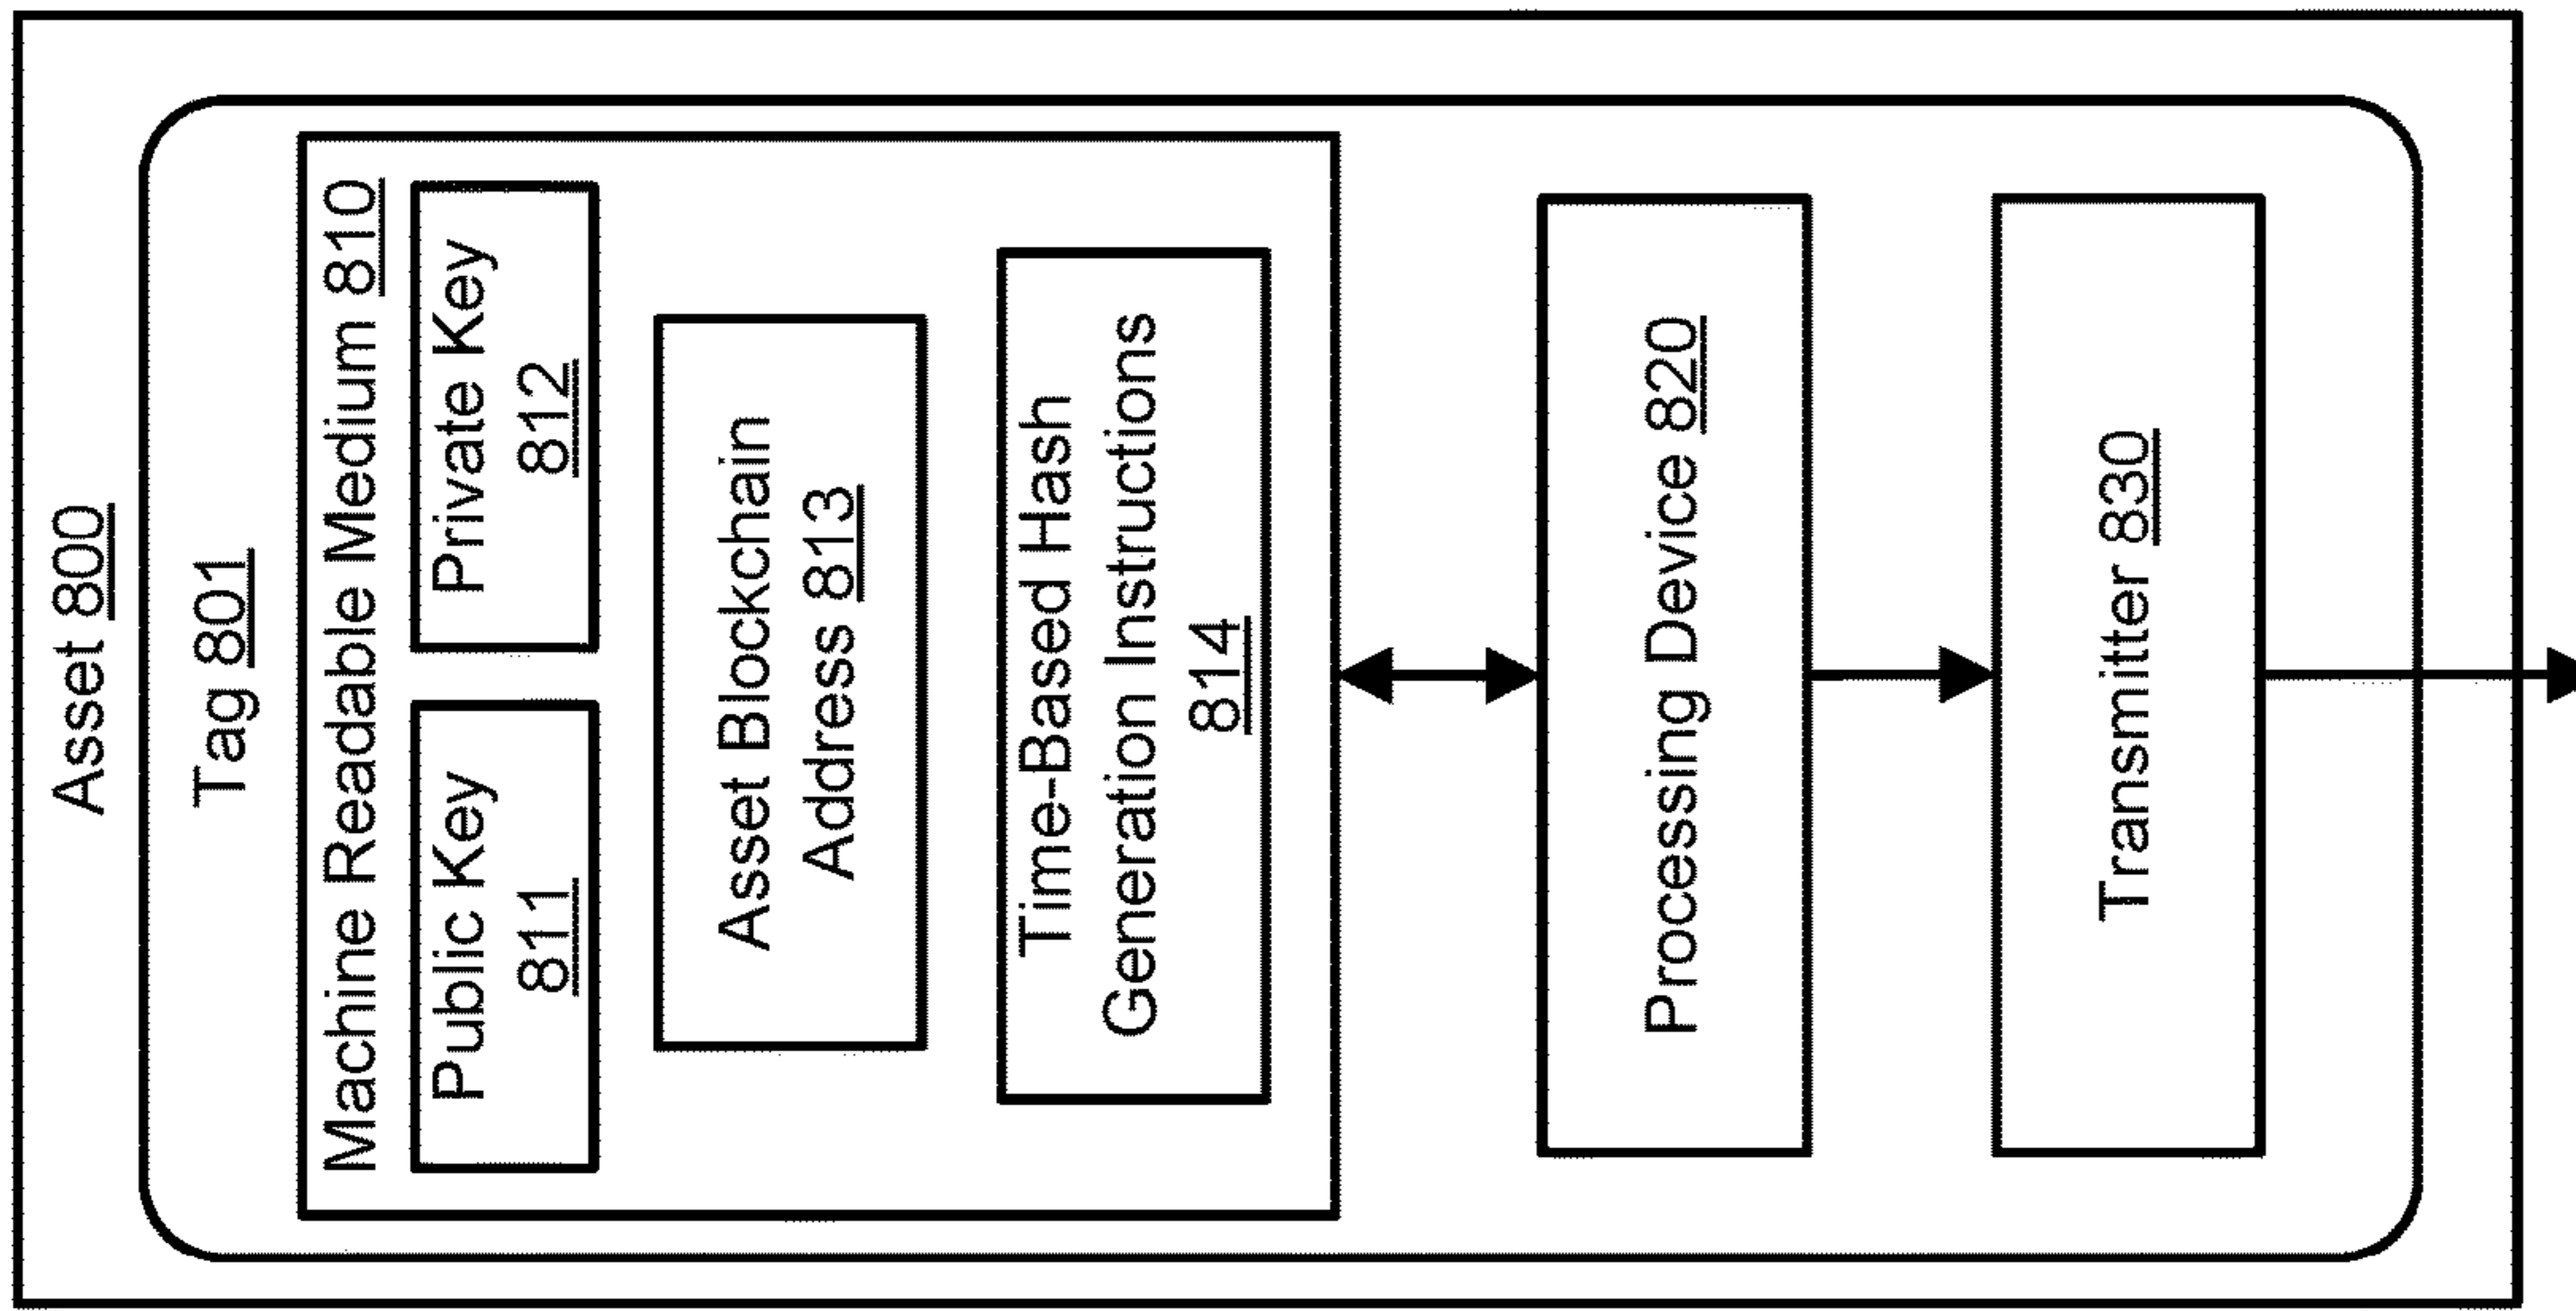 Asset 800
Tag 801
Machine Readable Medium 810
Public Key
811
Private Key
812
Asset Blockchain
Address 813
Time-Based Hash
Generation Instructions
814
Processing Device 820
Transmitter 830